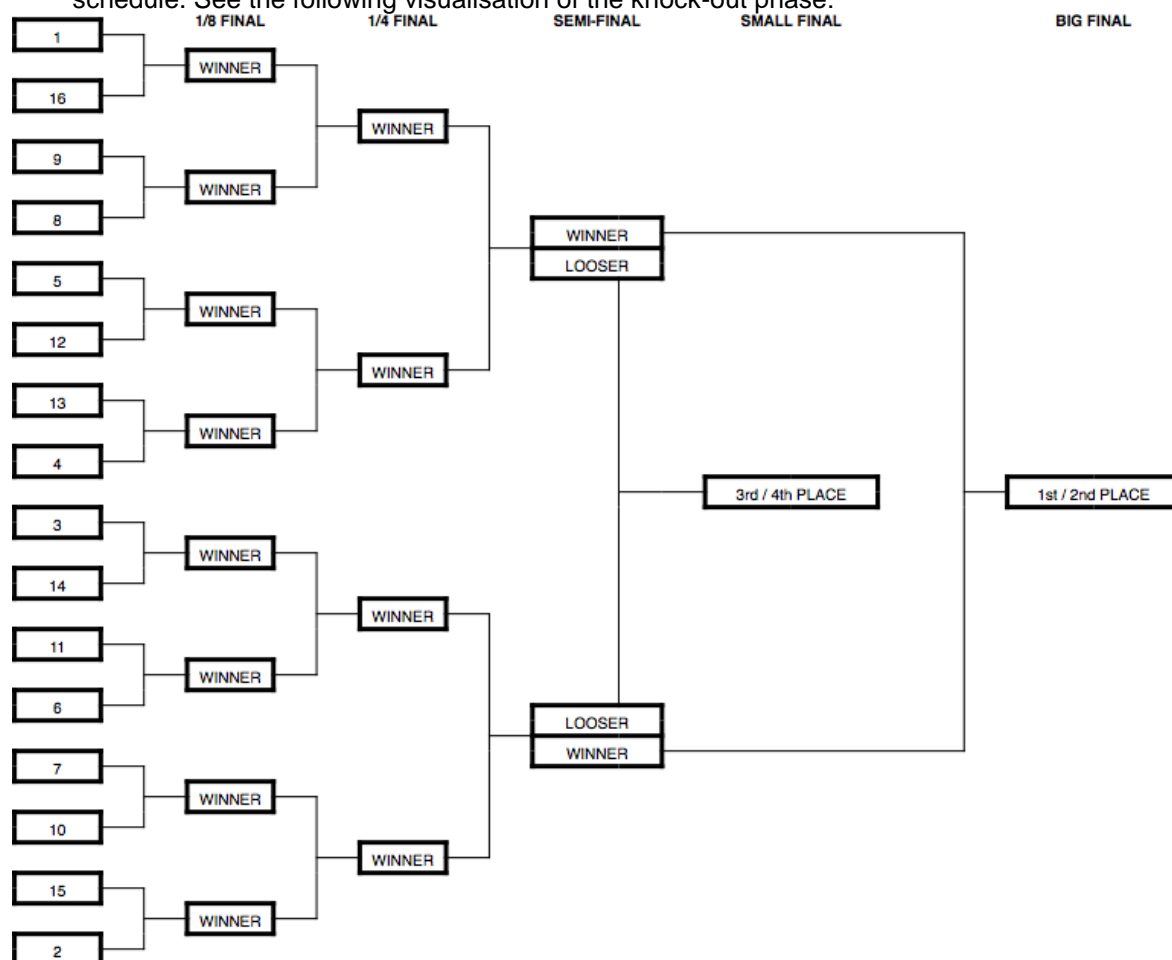 schedule. See the following visualisation of the knock-out phase.
1/8 FINAL 1/4 FINAL SEMI-FINAL SMALL FINAL BIG FINAL
1
WINNER
16
WINNER
9
WINNER
8
WINNER
LOOSER
5
WINNER
12
WINNER
13
WINNER
4
3rd / 4th PLACE 1st / 2nd PLACE
3
WINNER
14
WINNER
11
WINNER
6
LOOSER
WINNER
7
WINNER
10
WINNER
15
WINNER
2